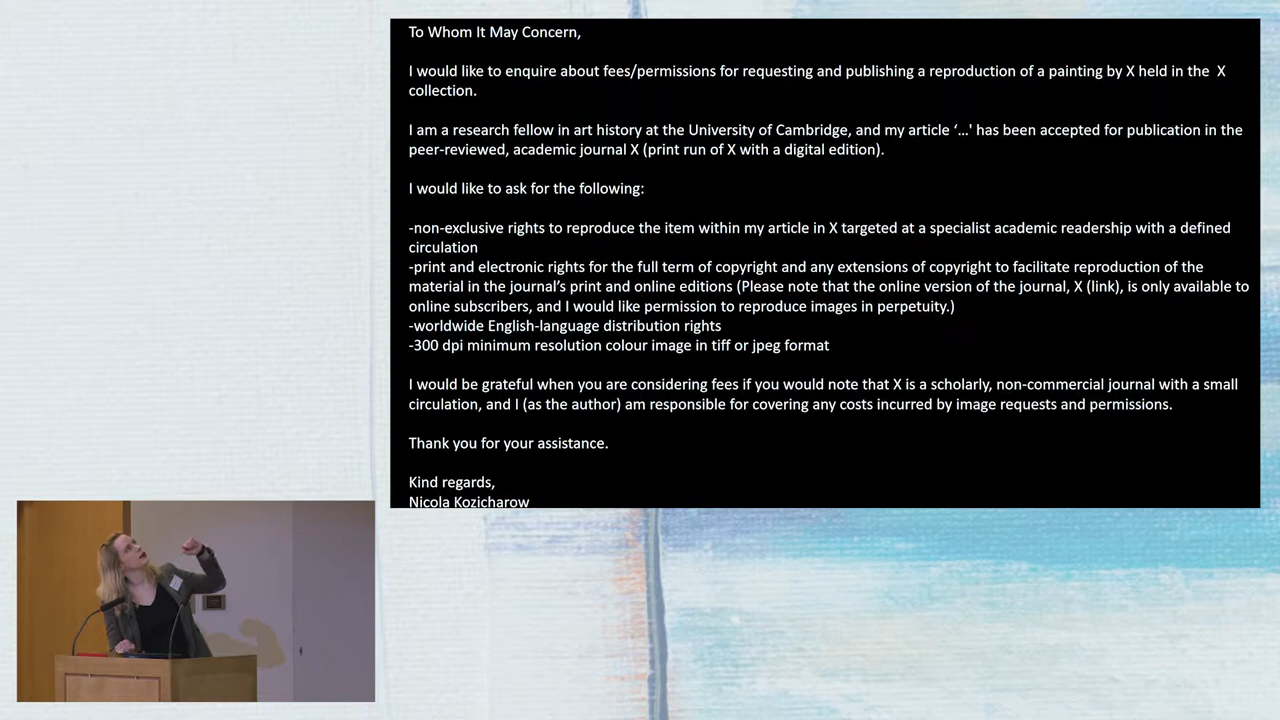 To Whom It May Concern,
I would like to enquire about fees/permissions for requesting and publishing a reproduction of a painting by X held in the X
collection.
I am a research fellow in art history at the University of Cambridge, and my article ‘...' has been accepted for publication in the
peer-reviewed, academic journal X (print run of X with a digital edition).
I would like to ask for the following:
-non-exclusive rights to reproduce the item within my article in X targeted at a specialist academic readership with a defined
circulation
-print and electronic rights for the full term of copyright and any extensions of copyright to facilitate reproduction of the
material in the journal’s print and online editions (Please note that the online version of the journal, X (link), is only available to
online subscribers, and I would like permission to reproduce images in perpetuity.)
-worldwide English-language distribution rights
-300 dpi minimum resolution colour image in tiff or jpeg format
I would be grateful when you are considering fees if you would note that X is a scholarly, non-commercial journal with a small
circulation, and I (as the author) am responsible for covering any costs incurred by image requests and permissions.
Thank you for your assistance.
Kind regards,
Nicola Kozicharow